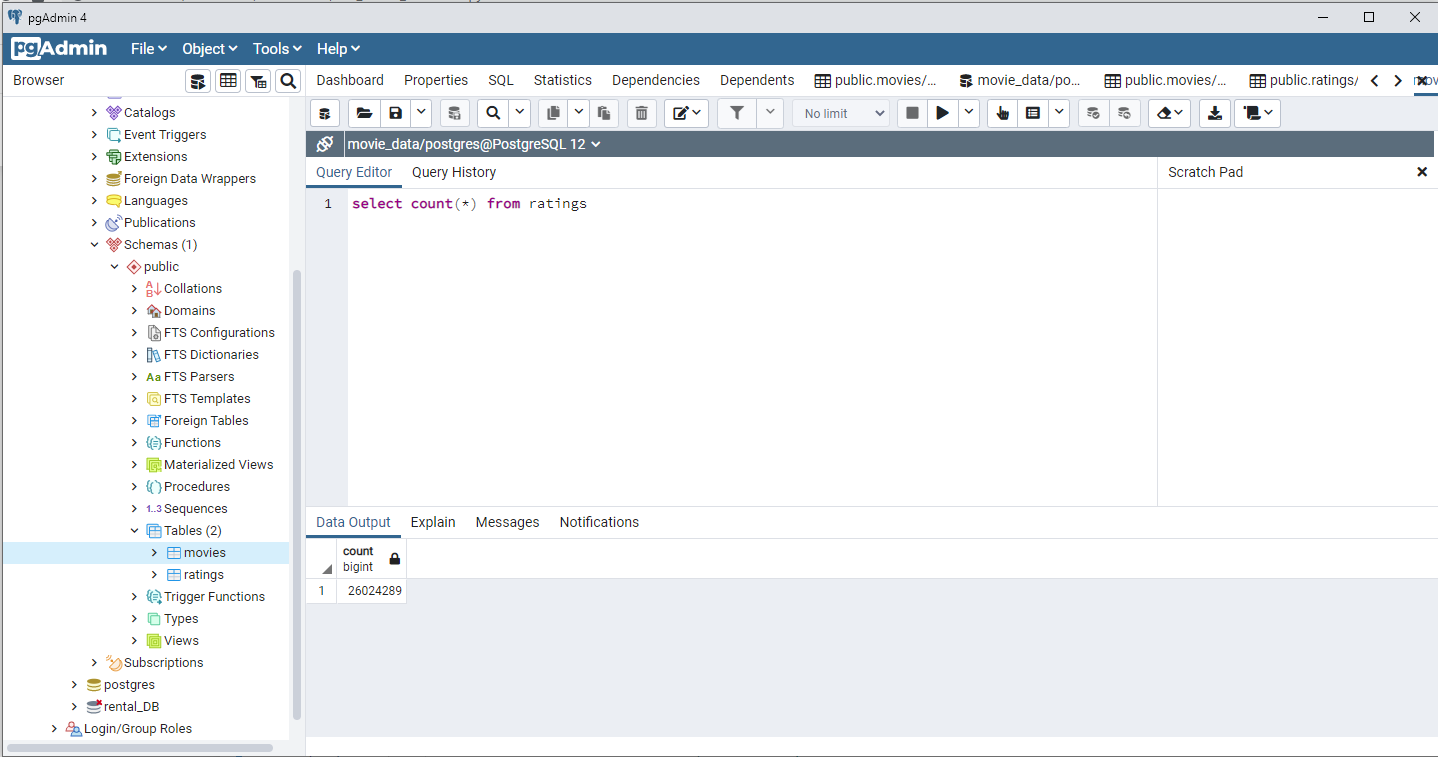 pgAdmin 4
pgAdmin File Object Tools Help
Browser
Dashboard Properties SQL Statistics Dependencies Dependents public.movies/... movie_data/po... public.movies/... public.ratings/
No limit
movie_data/postgres@PostgreSQL 12
Query Editor Query History
Scratch Pad
1 select count(*) from ratings
Catalogs
Event Triggers
Extensions
Foreign Data Wrappers
Languages
Publications
Schemas (1)
public
Collations
Domains
FTS Configurations
FTS Dictionaries
Aa FTS Parsers
FTS Templates
Foreign Tables
Functions
Materialized Views
Procedures
1..3 Sequences
Tables (2)
movies
ratings
Trigger Functions
Types
Views
Subscriptions
postgres
rental_DB
Login/Group Roles
Data Output Explain Messages Notifications
count
bigint
1 26024289